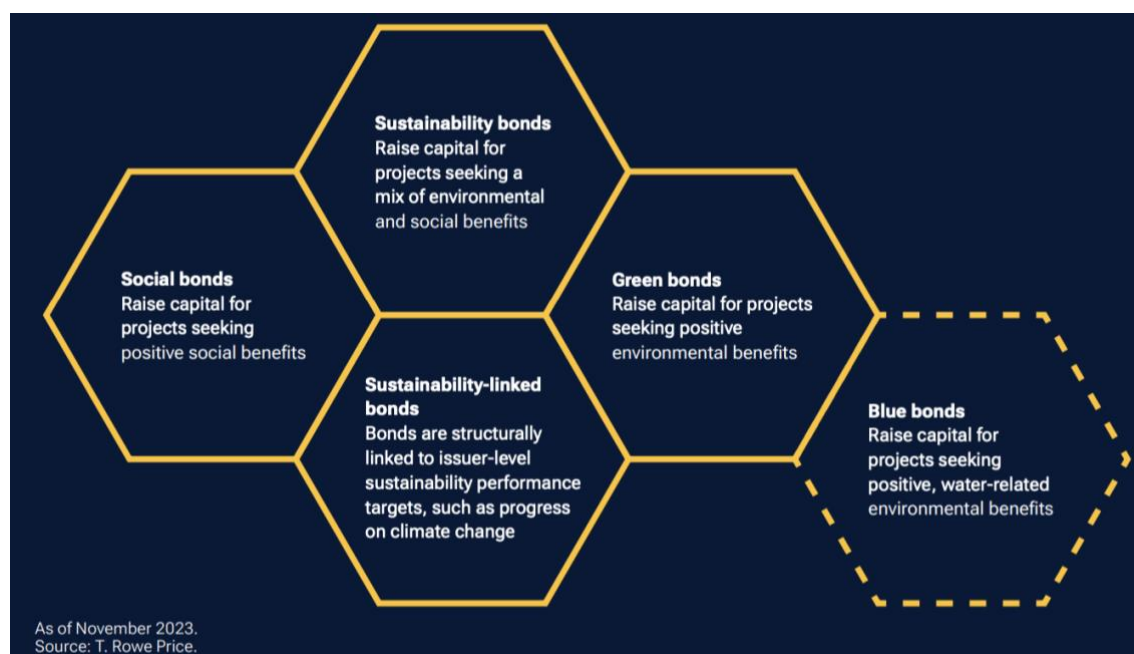 Sustainability bonds
Raise capital for
projects seeking a
mix of environmental
and social benefits
Social bonds
Raise capital for
projects seeking
positive social benefits
Green bonds
Raise capital for projects
seeking positive
environmental benefits
Sustainability-linked
bonds
Bonds are structurally
linked to issuer-level
sustainability performance
targets, such as progress
on climate change
Blue bonds
Raise capital for
projects seeking
positive, water-related
environmental benefits
As of November 2023.
Source: T. Rowe Price.